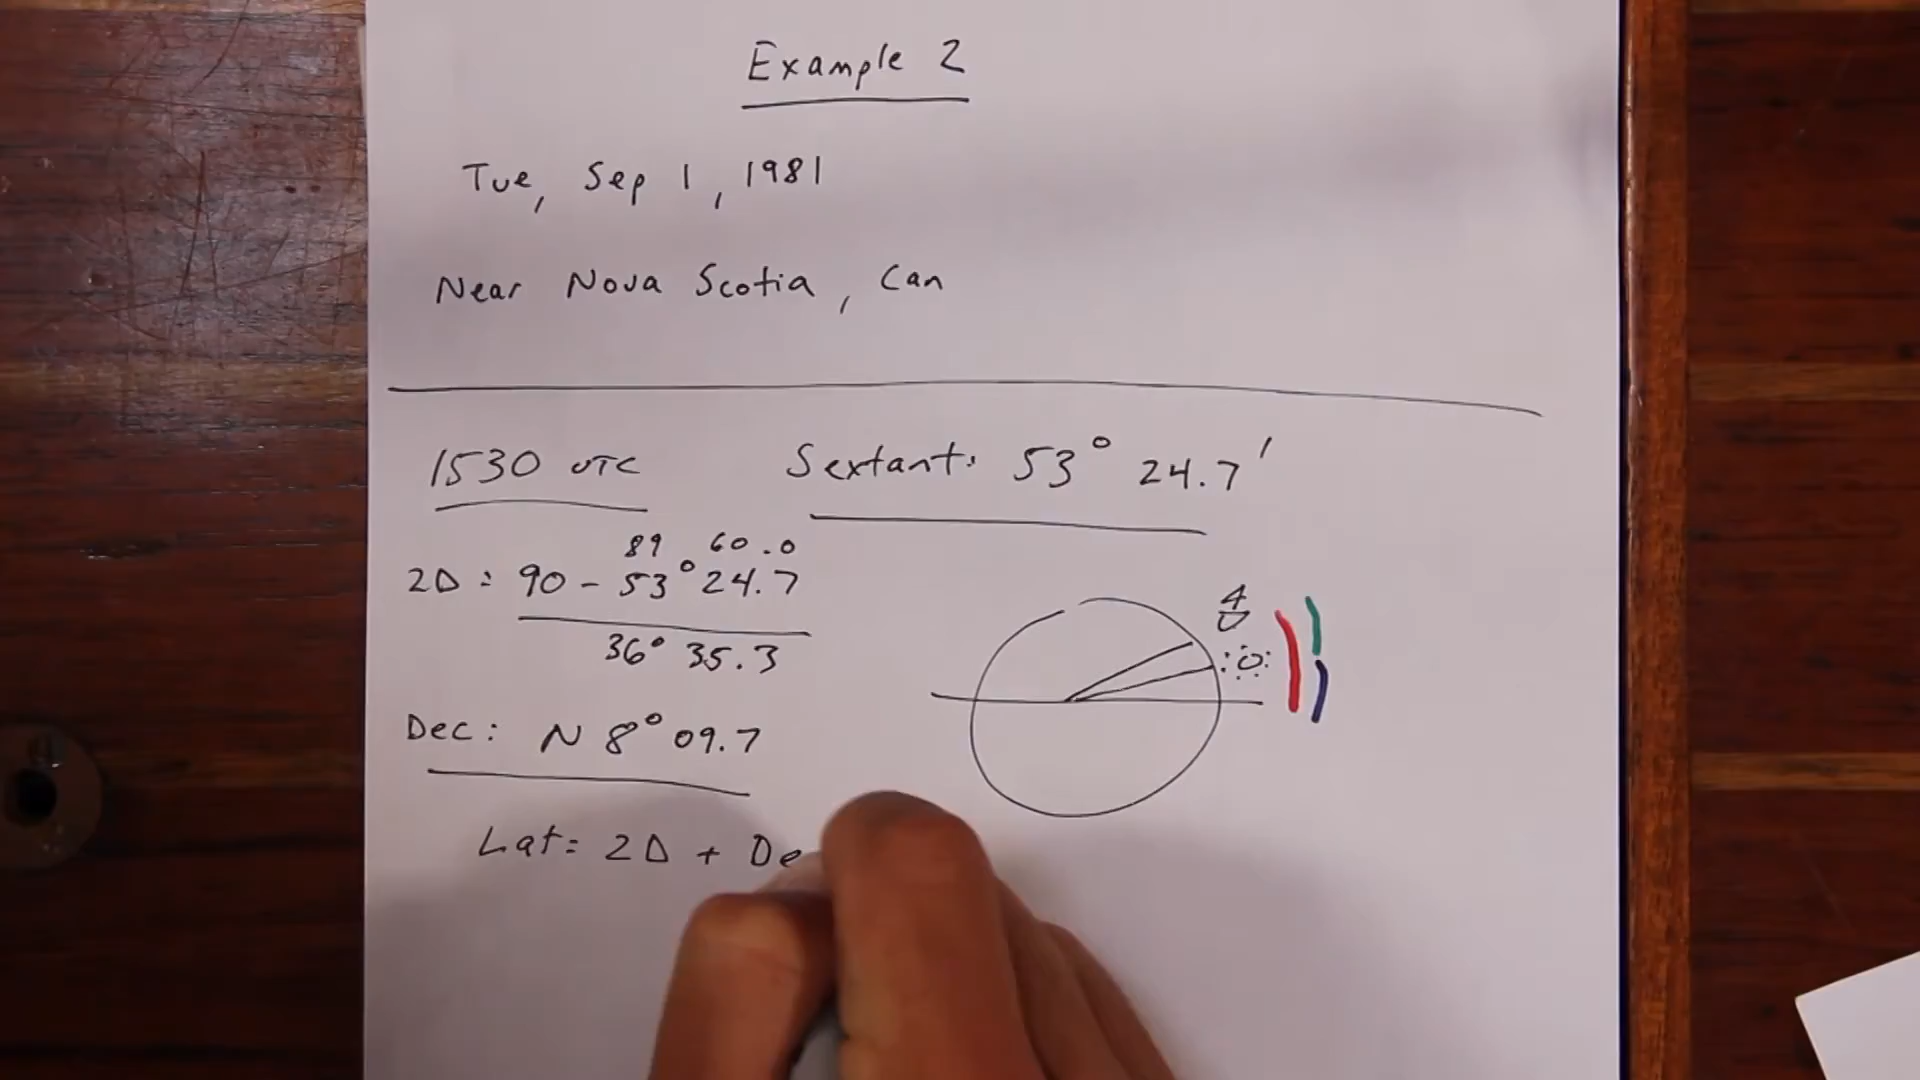 Example 2
Tue, Sep 1, 1981
Near Nova Scotia, Can
1530 UTC Sextant: 53° 24.7'
89 60.0
ZD: 90 - 53° 24.7
36° 35.3
Dec: N 8° 09.7
Lat= ZD + De